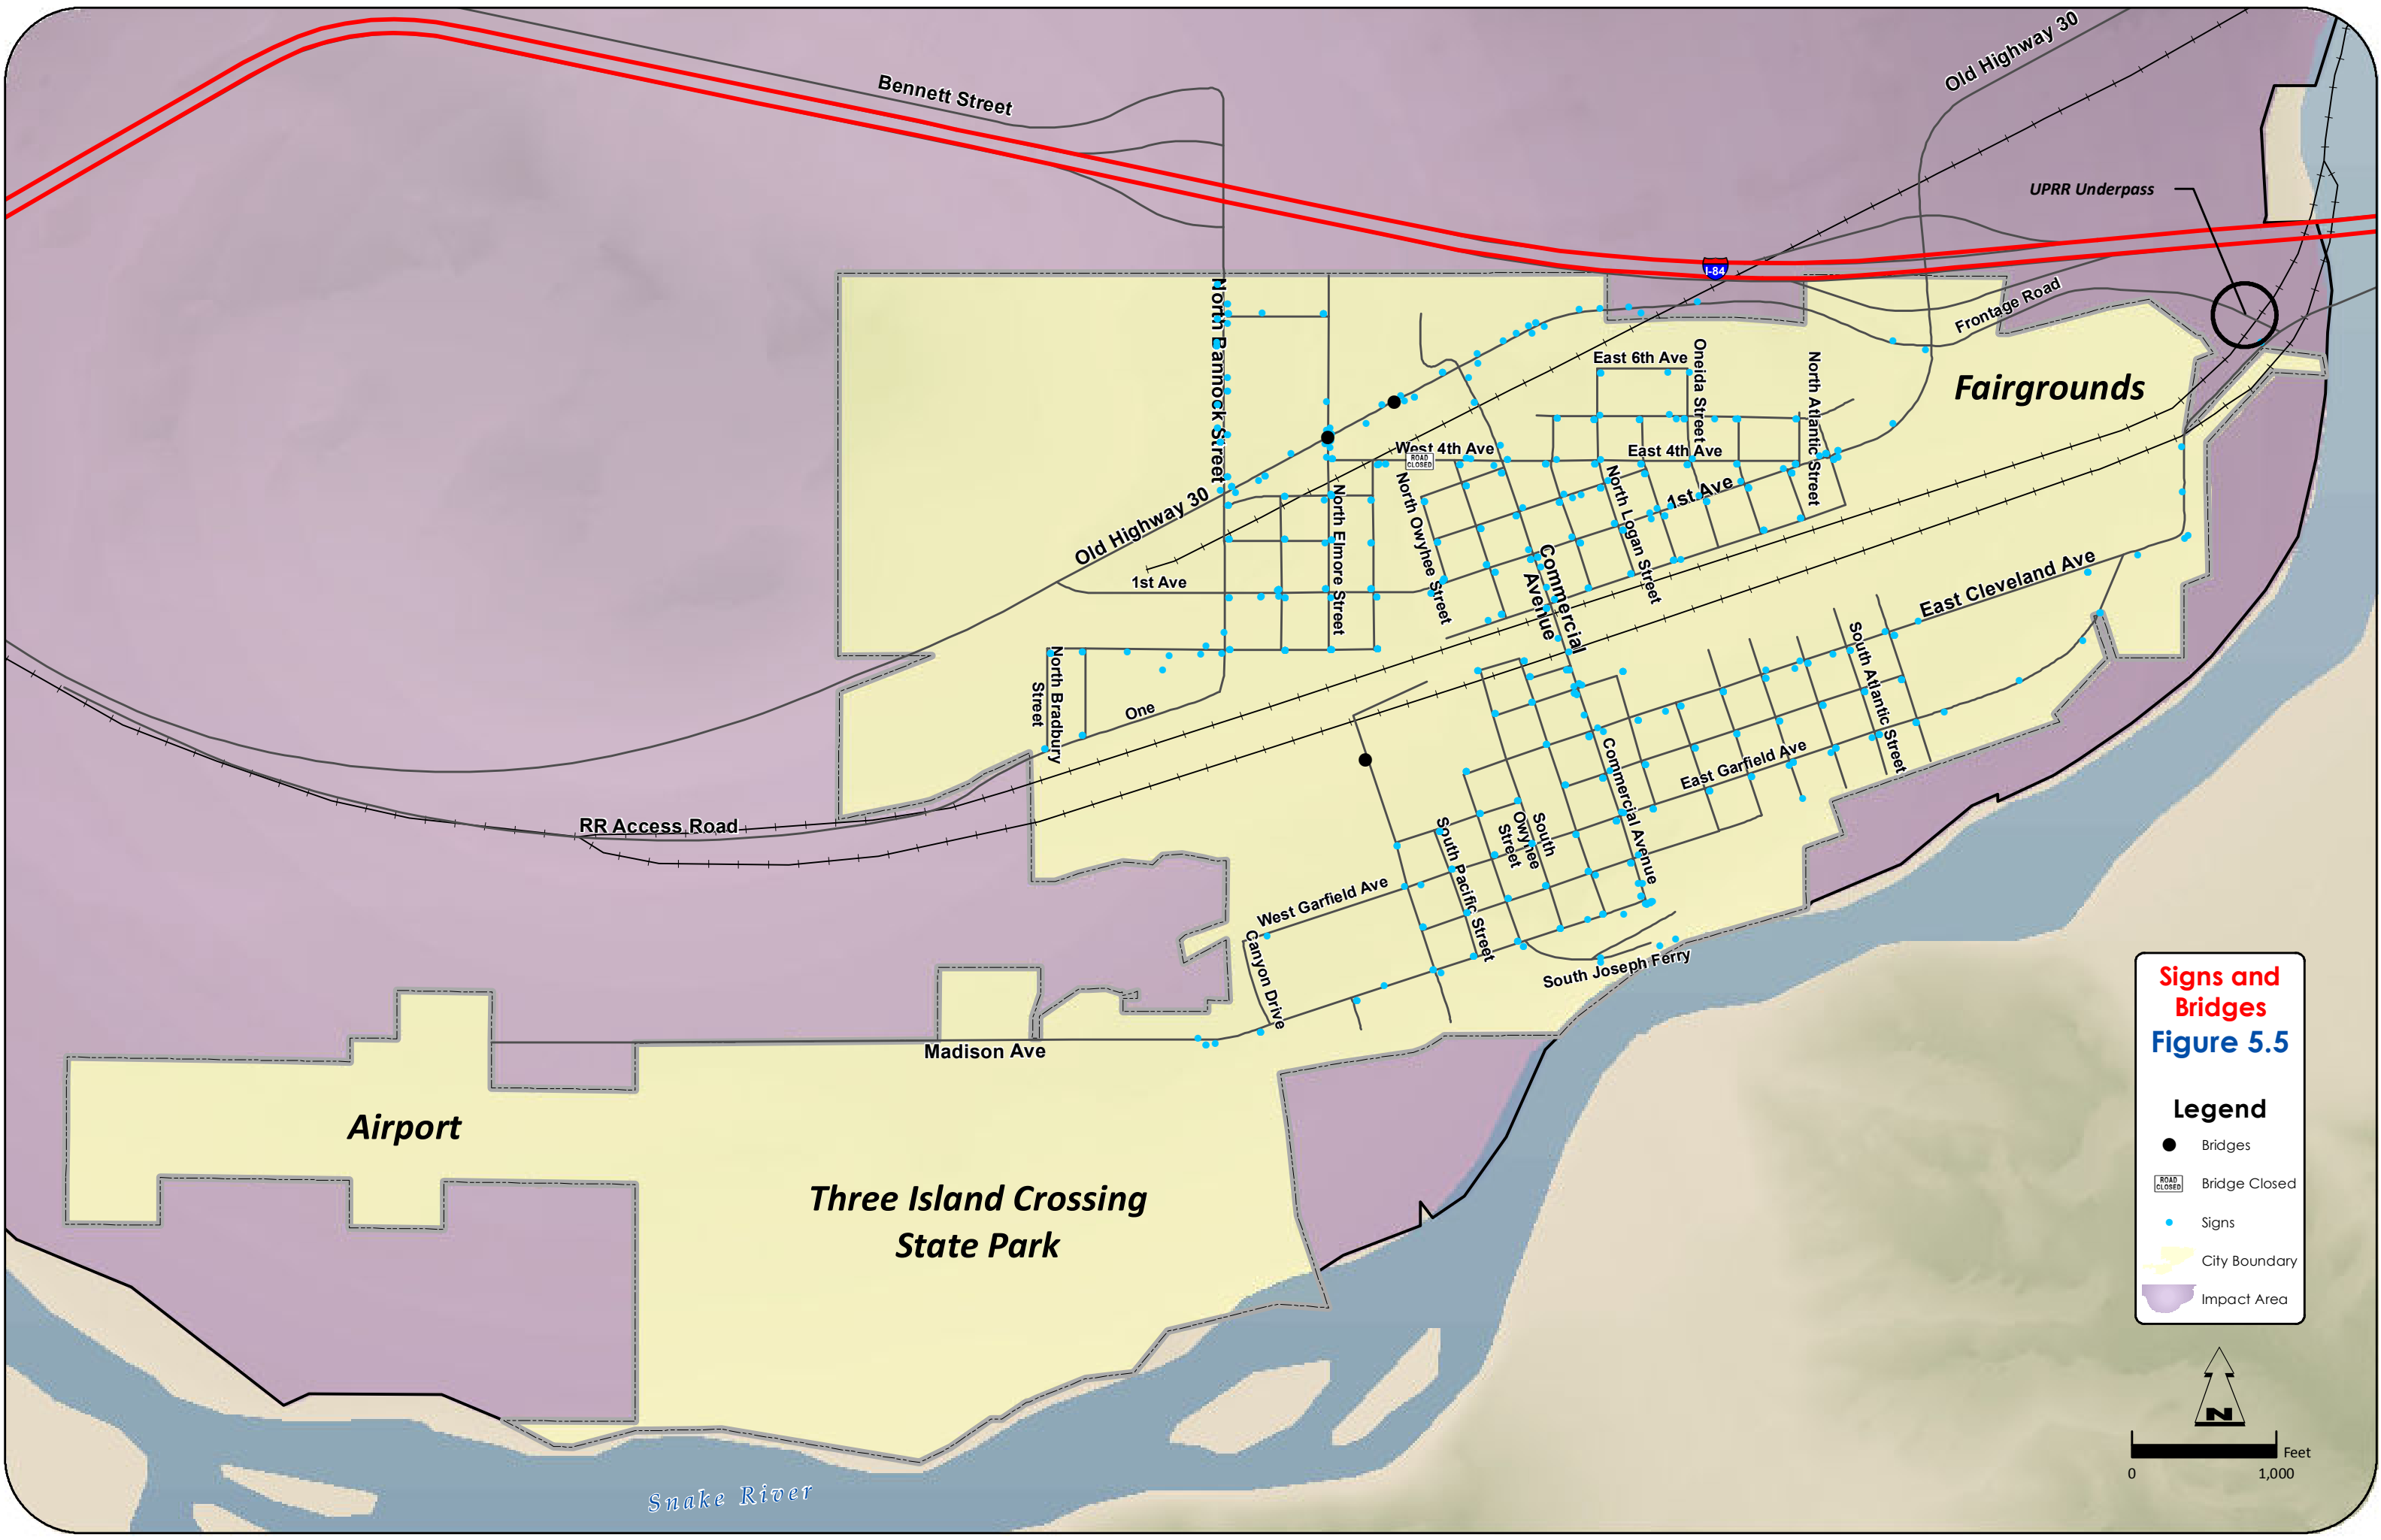 Old Highway 30
Bennett Street
UPRR Underpass
I-84
North Bannock Street
Frontage Road
East 6th Ave
Oneida Street
North Atlantic Street
Fairgrounds
West 4th Ave
ROAD
CLOSED
East 4th Ave
North Owyhee Street
North Logan Street
1st Ave
Old Highway 30
North Elmore Street
Commercial
Avenue
1st Ave
East Cleveland Ave
North Bradbury
Street
One
South Atlantic Street
Commercial Avenue
East Garfield Ave
RR Access Road
South
Owyhee
Street
South Pacific Street
West Garfield Ave
Canyon Drive
South Joseph Ferry
Madison Ave
Airport
Three Island Crossing
State Park
Snake River
Signs and
Bridges
Figure 5.5
Legend
Bridges
ROAD
CLOSED
Bridge Closed
Signs
City Boundary
Impact Area
N
Feet
0 1,000